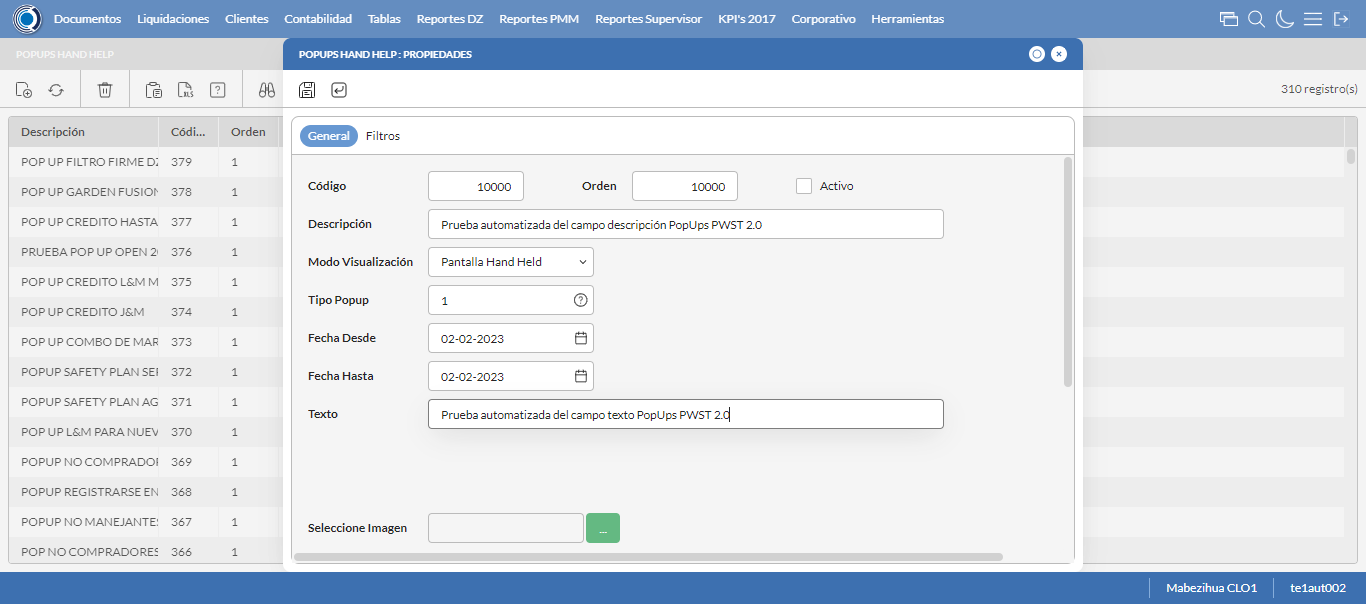 Documentos Liquidaciones Clientes Contabilidad Tablas Reportes DZ Reportes PMM Reportes Supervisor KPI's 2017 Corporativo Herramientas
POPUPS HAND HELP
POPUPS HAND HELP : PROPIEDADES
XLS
310 registro(s)
General Filtros
Descripción Códi... Orden
POP UP FILTRO FIRME DZ 379 1
POP UP GARDEN FUSION 378 1
POP UP CREDITO HASTA 377 1
PRUEBA POP UP OPEN 20 376 1
POP UP CREDITO L&M M 375 1
POP UP CREDITO J&M 374 1
POP UP COMBO DE MAR 373 1
POPUP SAFETY PLAN SEP 372 1
POPUP SAFETY PLAN AG 371 1
POP UP L&M PARA NUEV 370 1
POPUP NO COMPRADOR 369 1
POPUP REGISTRARSE EN 368 1
POPUP NO MANEJANTES 367 1
POP NO COMPRADORES 366 1
Código 10000 Orden 10000 Activo
Descripción Prueba automatizada del campo descripción PopUps PWST 2.0
Modo Visualización Pantalla Hand Held
Tipo Popup 1
Fecha Desde 02-02-2023
Fecha Hasta 02-02-2023
Texto Prueba automatizada del campo texto PopUps PWST 2.0
Seleccione Imagen ...
Mabezihua CLO1 te1aut002